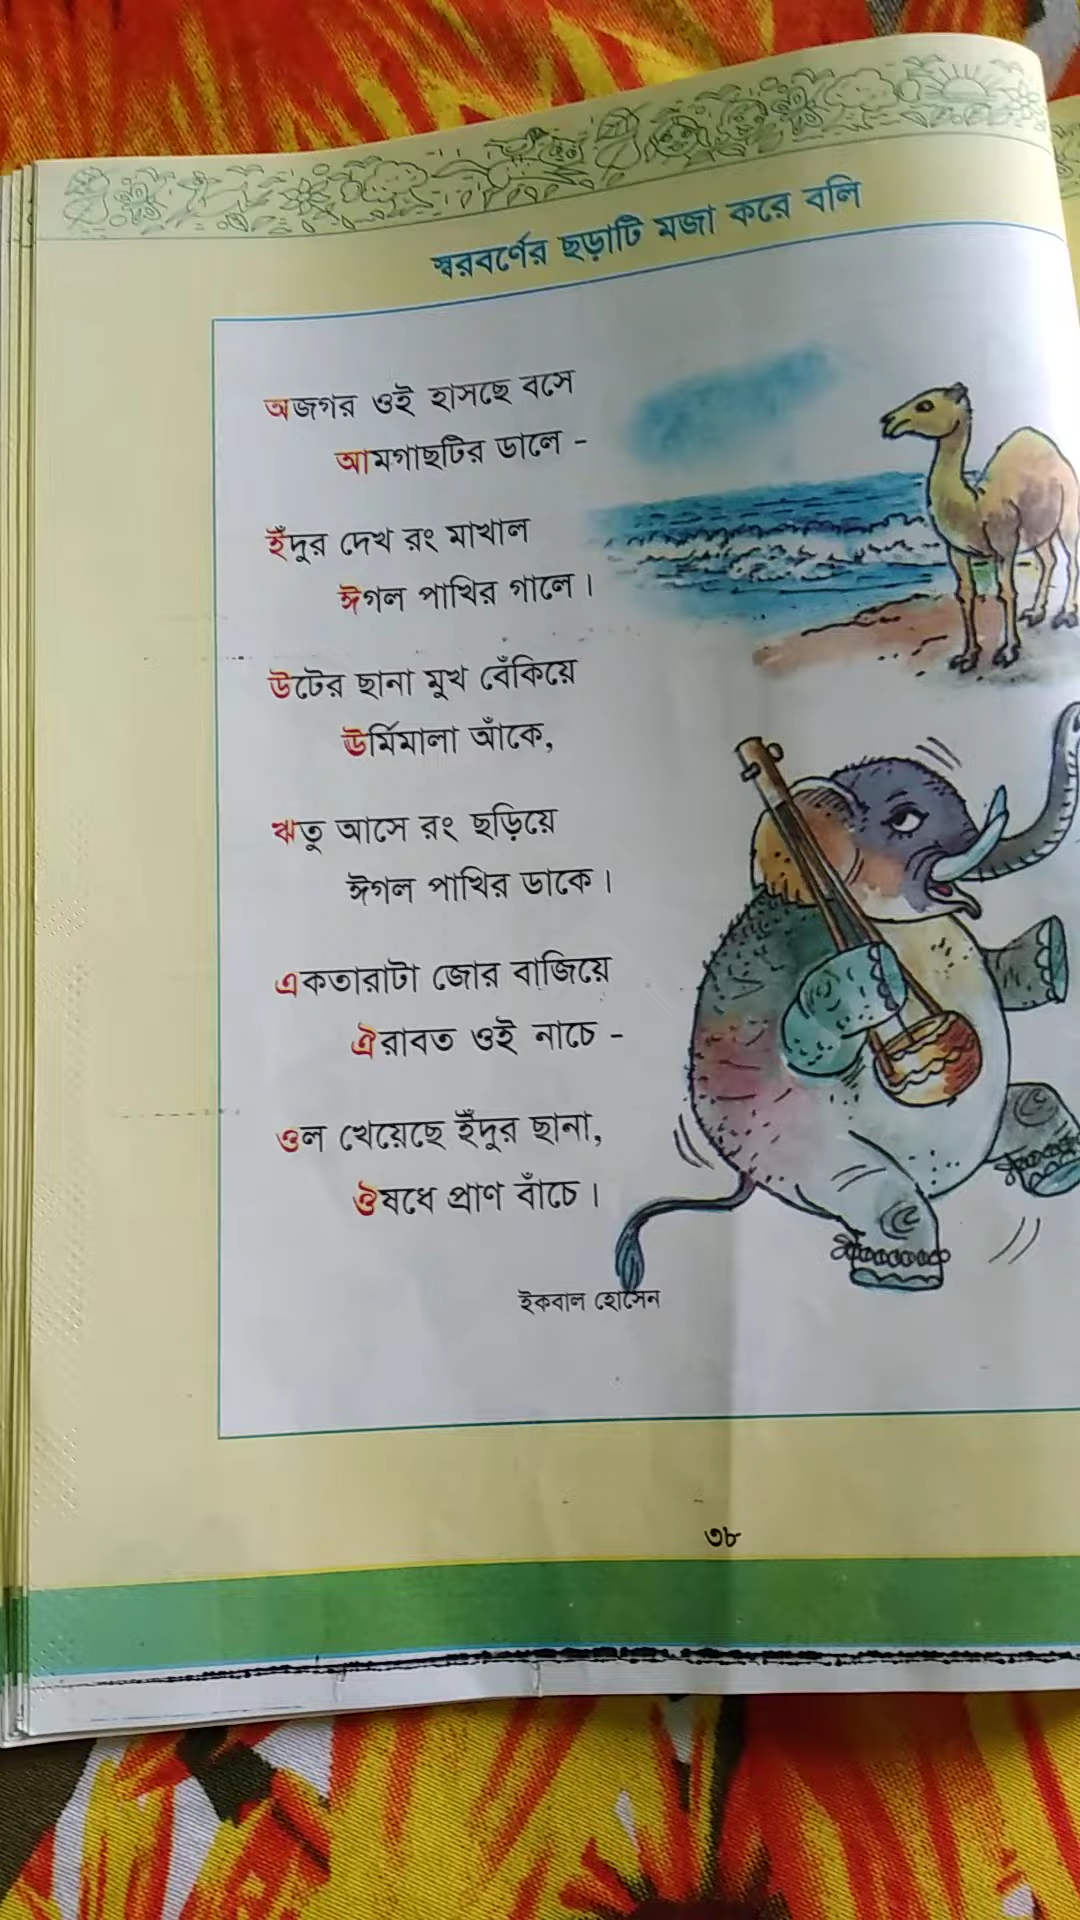 স্বরবর্ণের ছড়াটি মজা করে বলি
অজগর ওই হাসছে বসে
আমগাছটির ডালে -
ইঁদুর দেখ রং মাখাল
ঈগল পাখির গালে।
উটের ছানা মুখ বেঁকিয়ে
ঊর্মিমালা আঁকে,
ঋতু আসে রং ছড়িয়ে
ঈগল পাখির ডাকে।
একতারাটা জোর বাজিয়ে
ঐরাবত ওই নাচে -
ওল খেয়েছে ইঁদুর ছানা,
ঔষধে প্রাণ বাঁচে।
ইকবাল হোসেন
৩৮